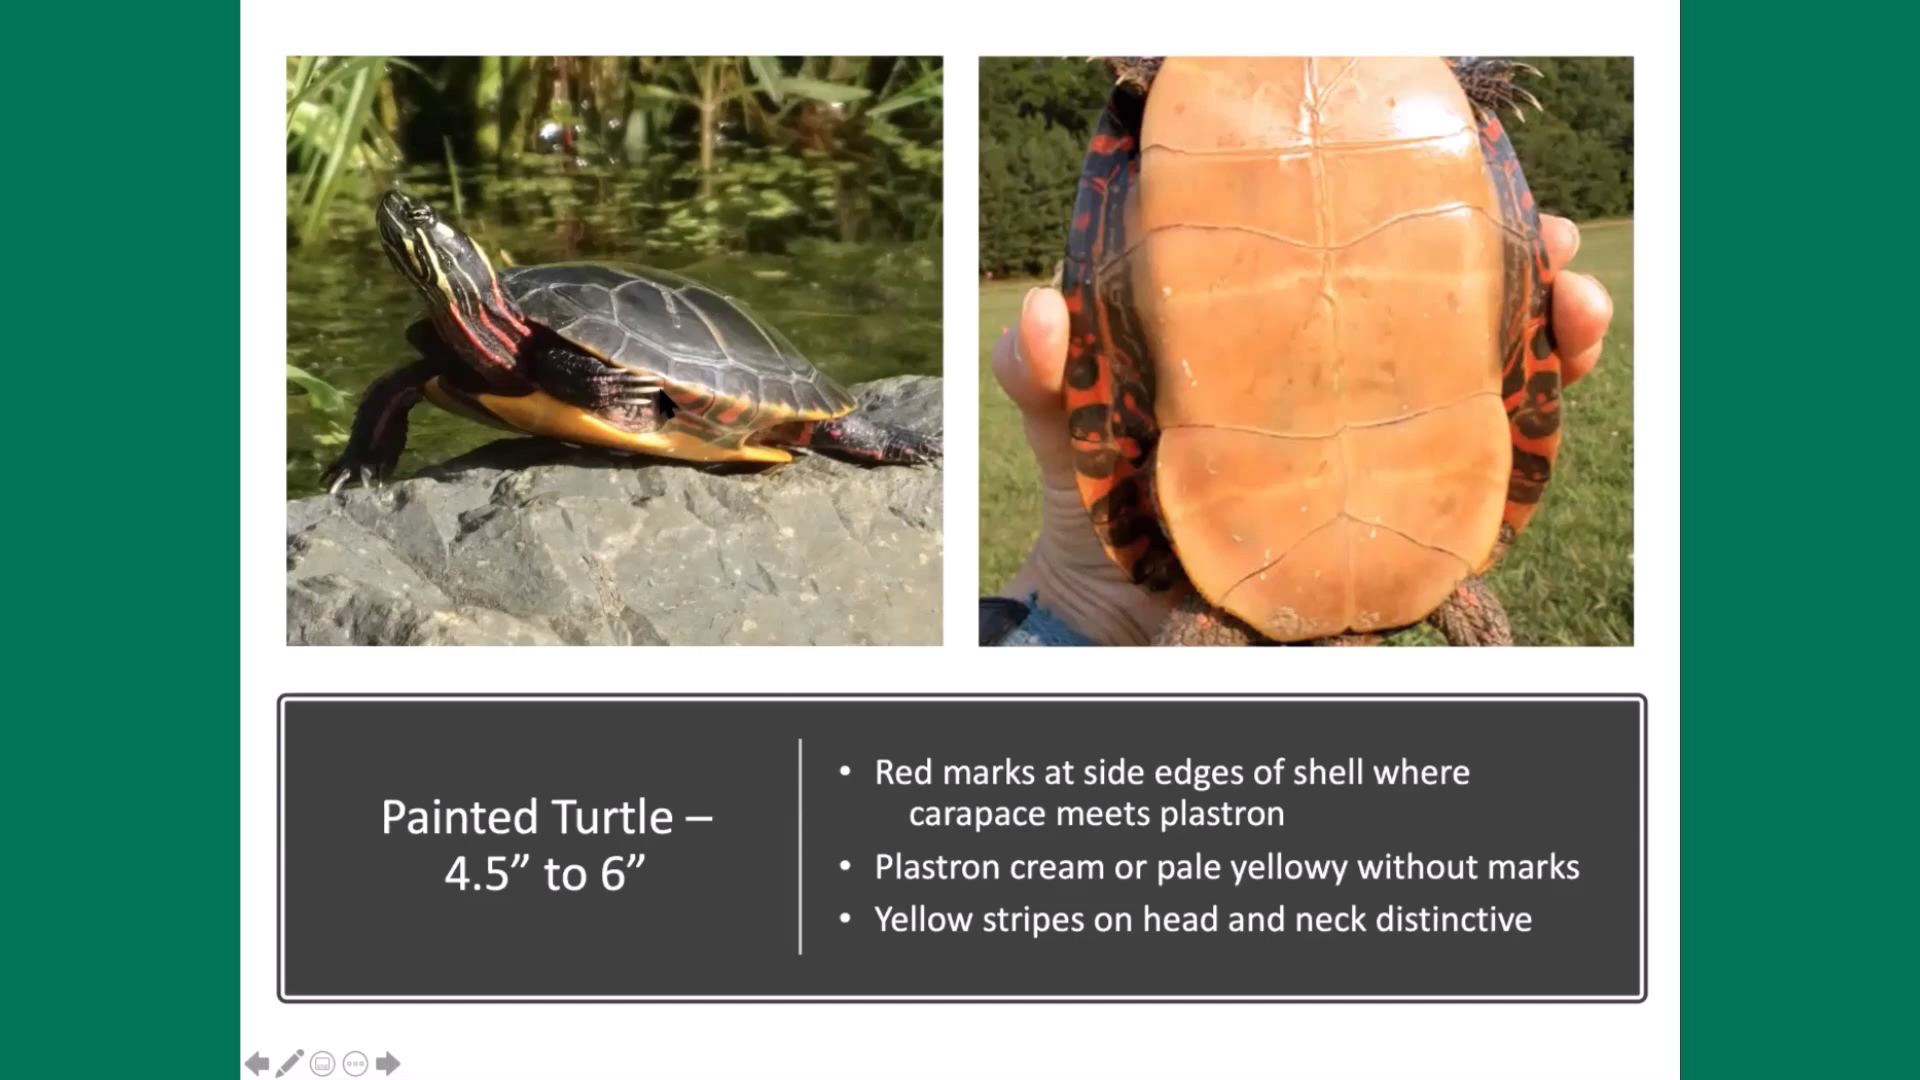 Painted Turtle –
4.5” to 6”
• Red marks at side edges of shell where
carapace meets plastron
• Plastron cream or pale yellowy without marks
• Yellow stripes on head and neck distinctive